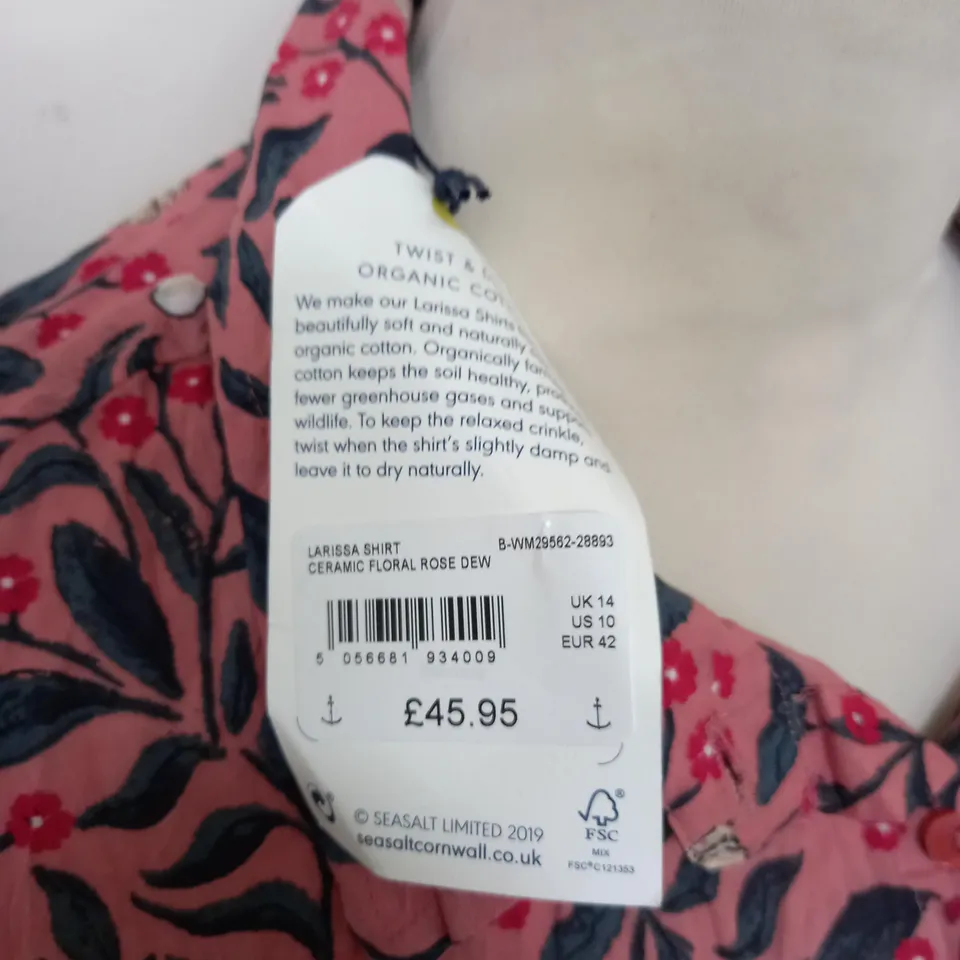 TWIST &
ORGANIC
We make our Larissa Shirts
beautifully soft and naturally
organic cotton. Organically
cotton keeps the soil healthy,
fewer greenhouse gases and
wildlife. To keep the relaxed crinkle,
twist when the shirt's slightly damp and
leave it to dry naturally.
LARISSA SHIRT B-WM29562-28893
CERAMIC FLORAL ROSE DEW
UK 14
US 10
EUR 42
5 056681 934009
£45.95
© SEASALT LIMITED 2019
seasaltcornwall.co.uk
®
FSC
MIX
FSC® C121353